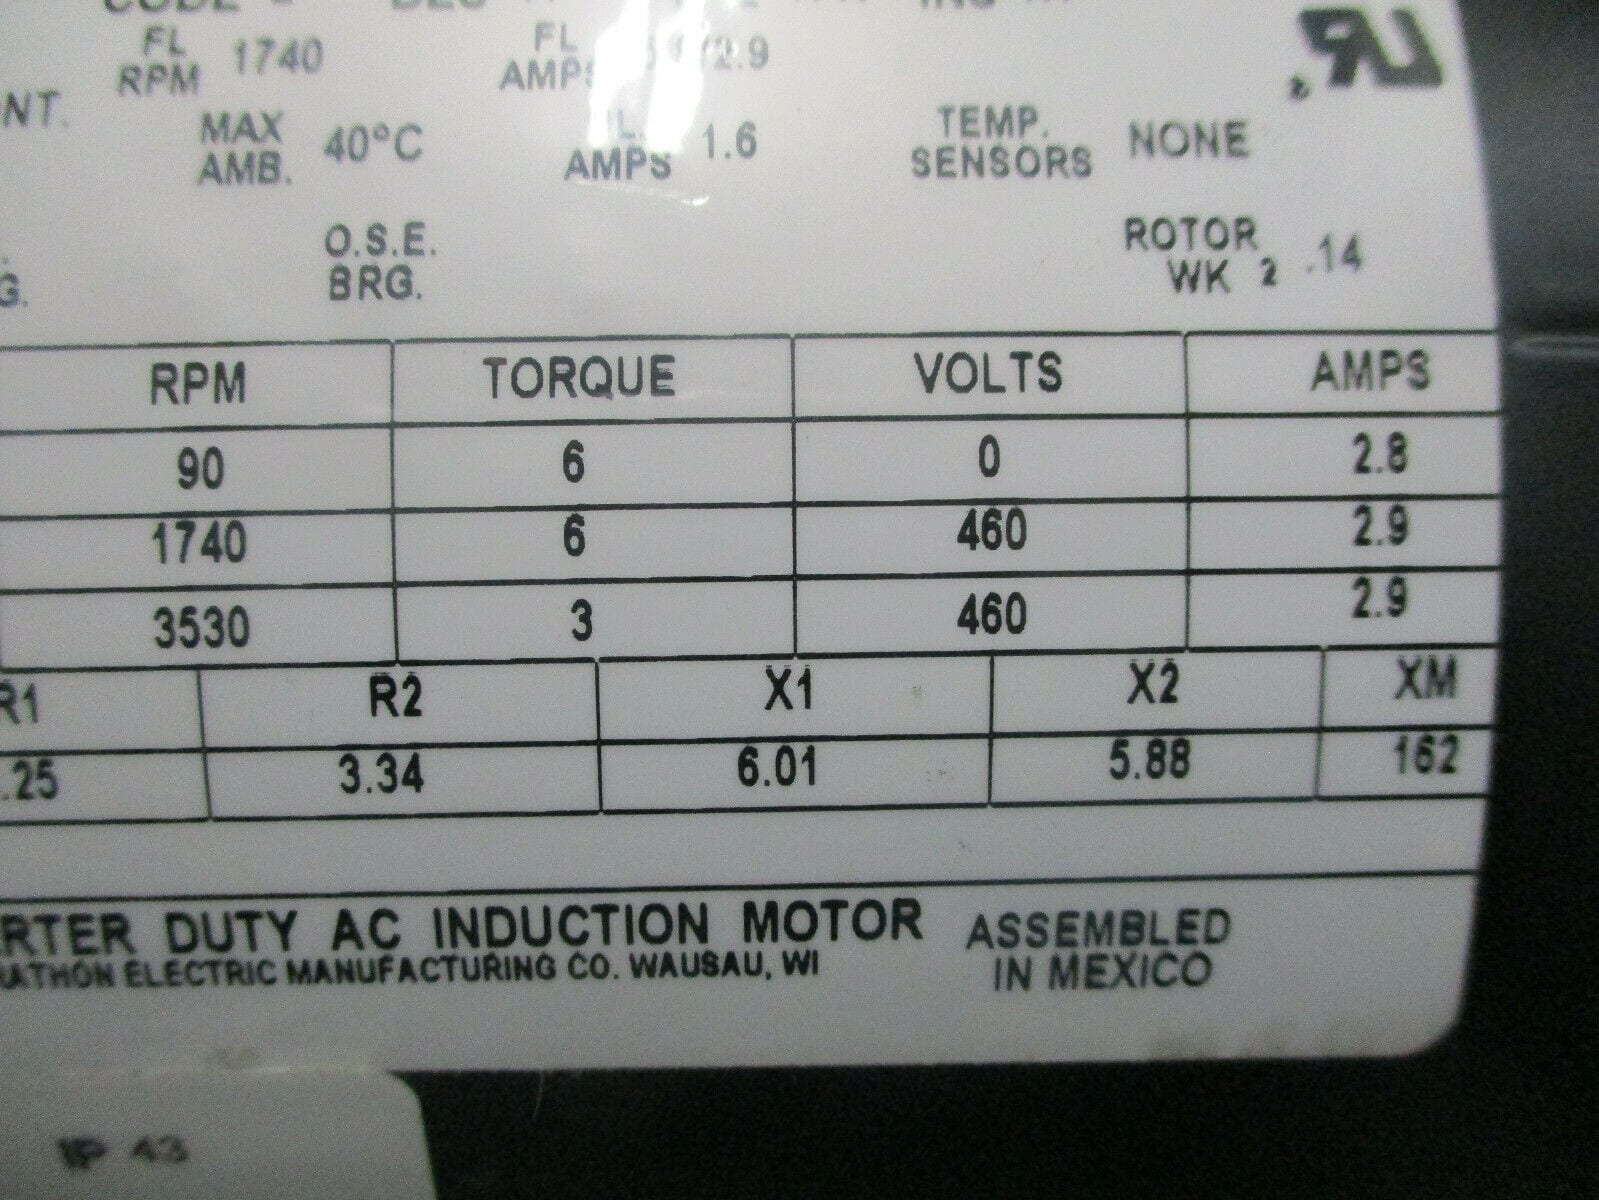 FL RPM 1740 FL AMPS 2.9
MAX AMB. 40°C AMPS 1.6 TEMP. SENSORS NONE
O.S.E. BRG. ROTOR WK 2 .14
RPM TORQUE VOLTS AMPS
90 6 0 2.8
1740 6 460 2.9
3530 3 460 2.9
R1 R2 X1 X2 XM
.25 3.34 6.01 5.88 162
RTER DUTY AC INDUCTION MOTOR ASSEMBLED
ATHON ELECTRIC MANUFACTURING CO. WAUSAU, WI IN MEXICO
IP 43